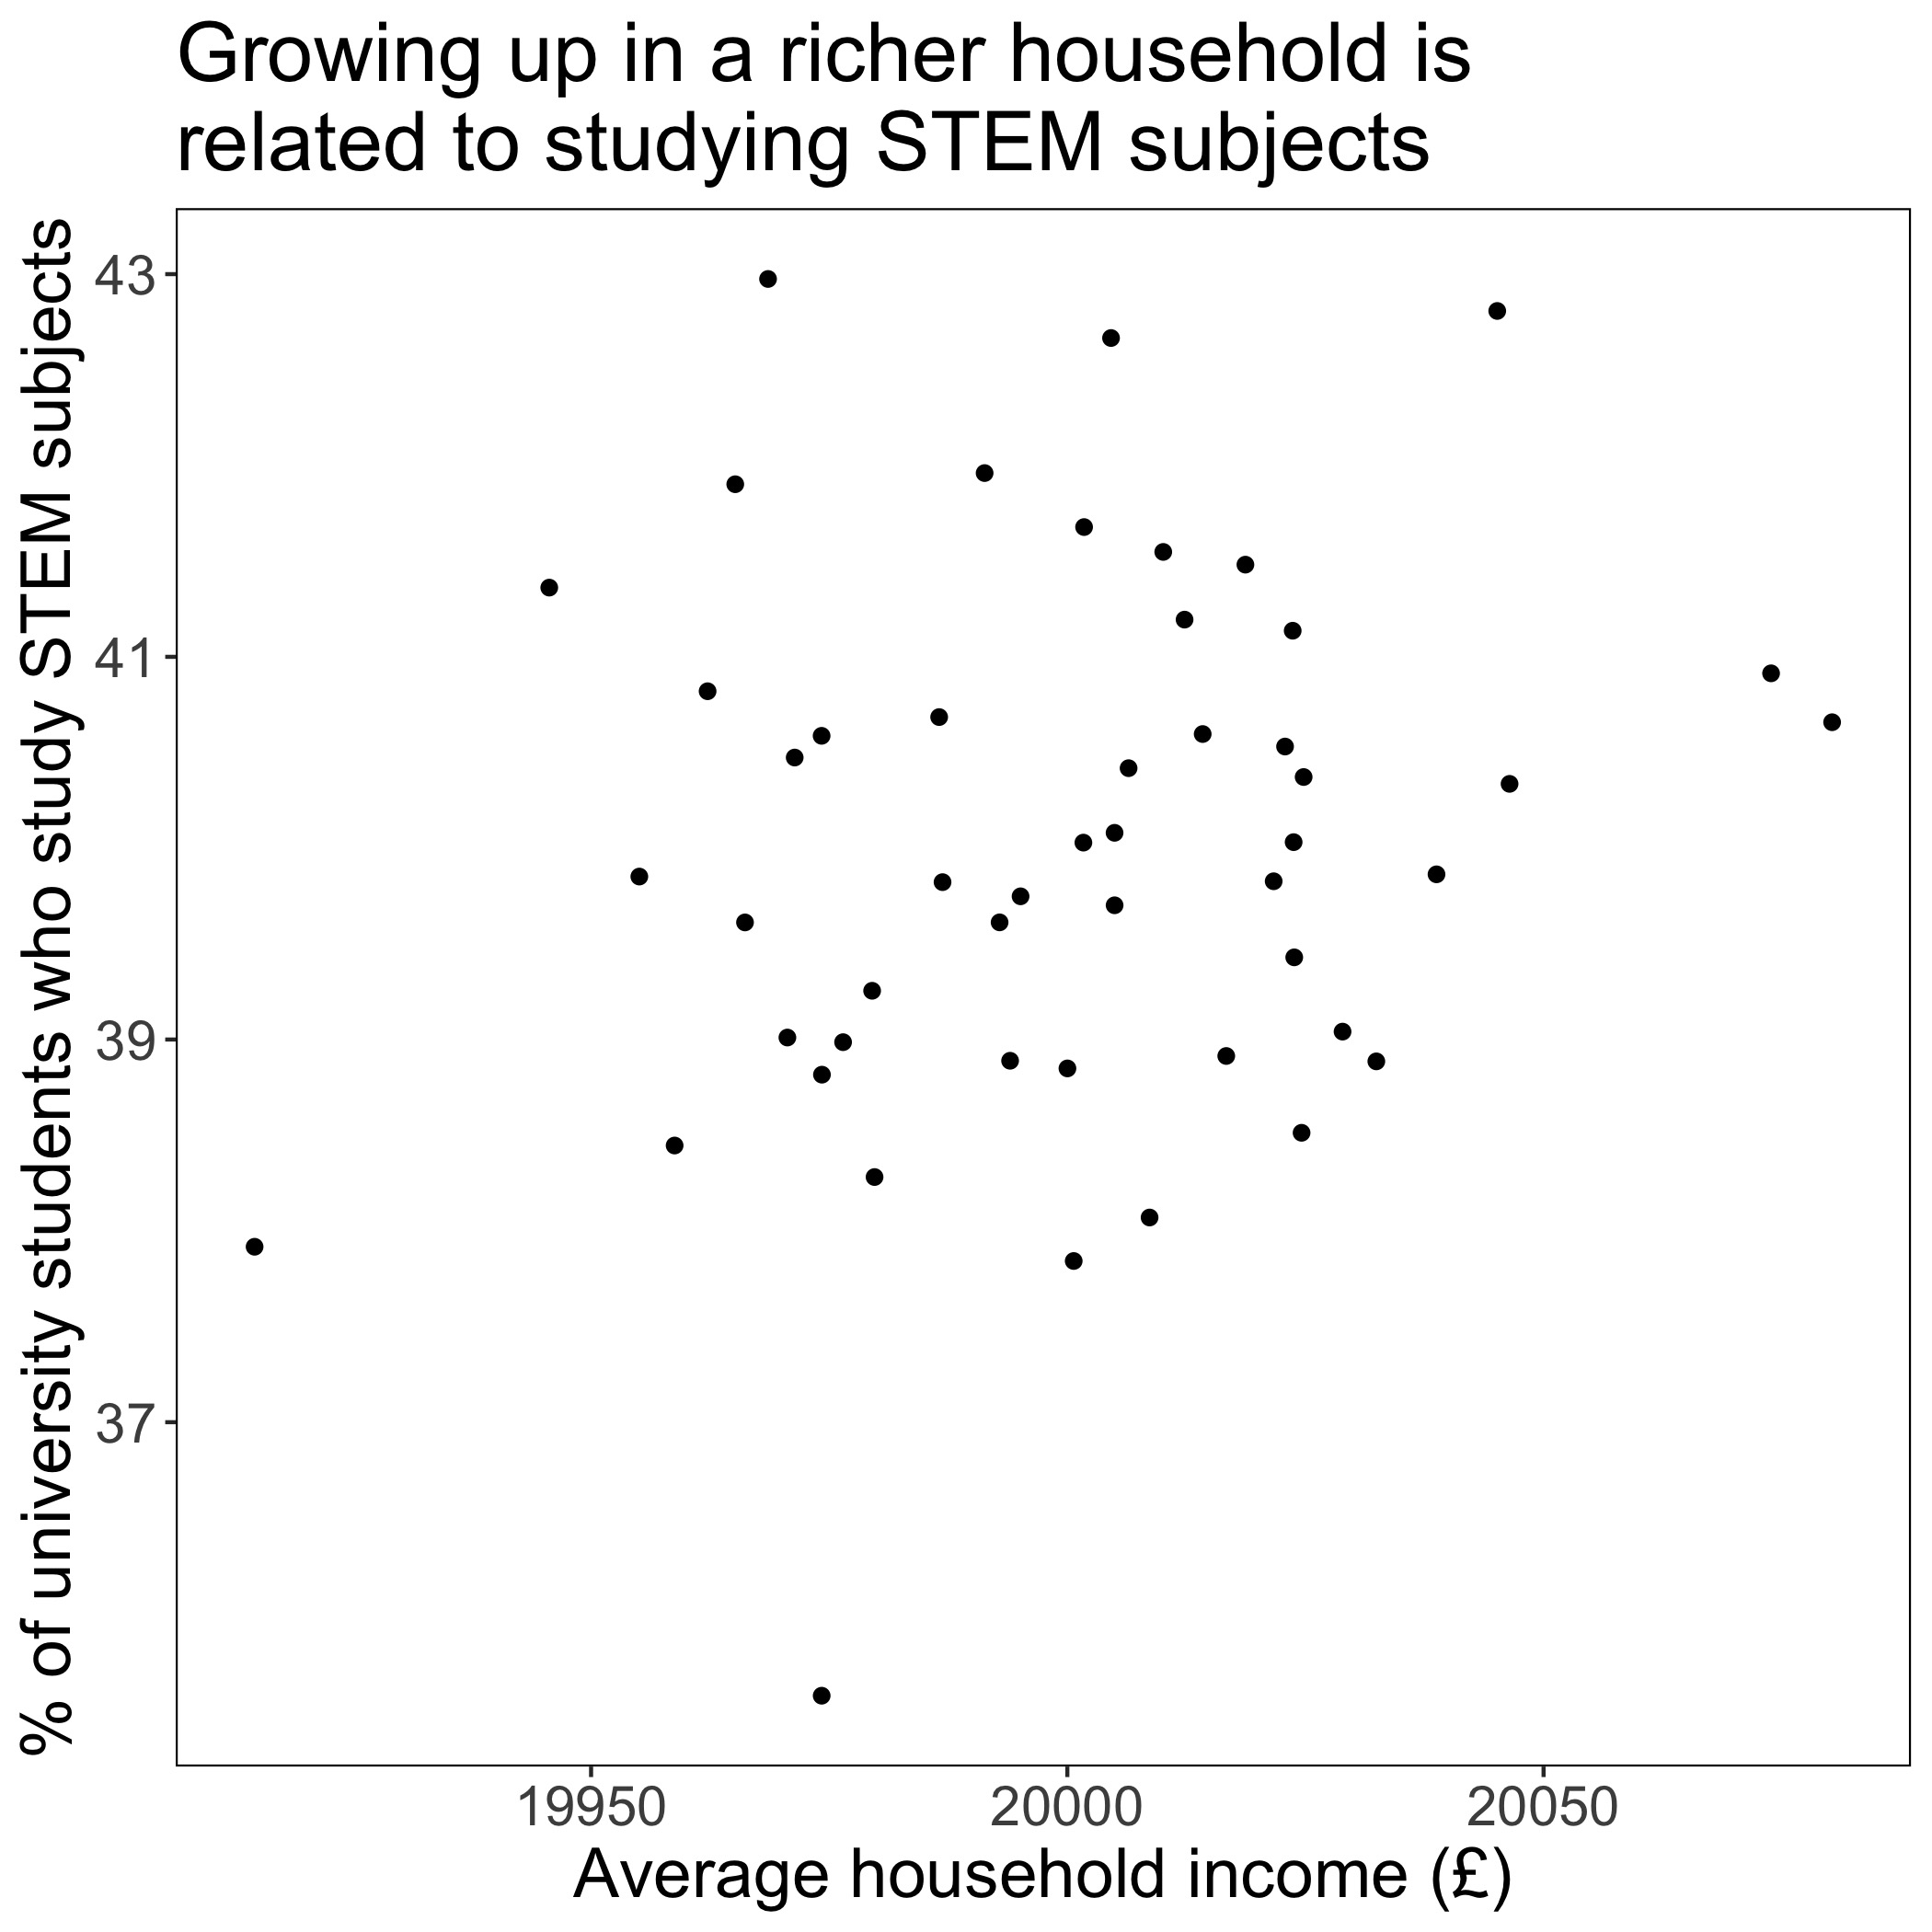 Growing up in a richer household is
related to studying STEM subjects
% of university students who study STEM subjects
43
41
39
37
19950
20000
20050
Average household income (£)